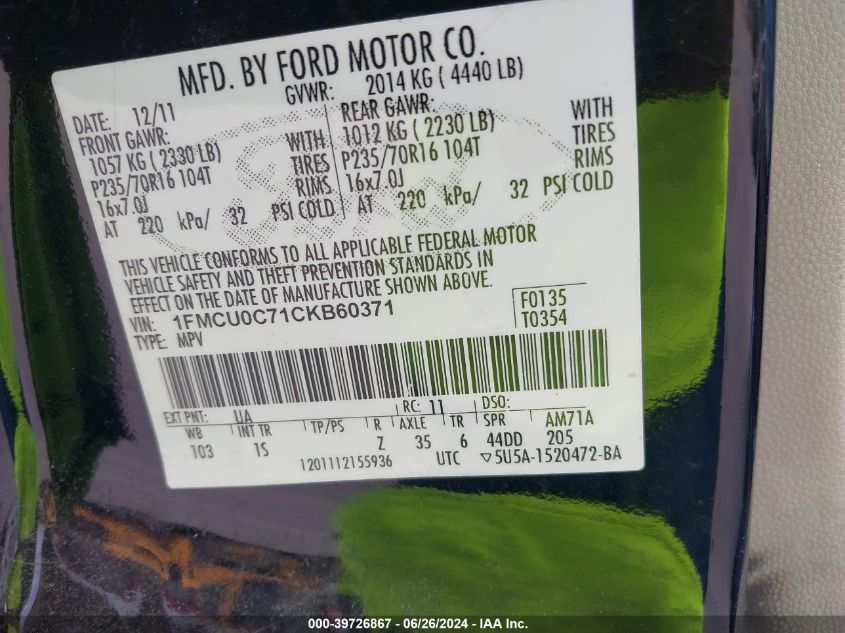 MFD. BY FORD MOTOR CO.
DATE: 12/11 GVWR: 2014 KG ( 4440 LB)
FRONT GAWR: REAR GAWR:
1057 KG ( 2330 LB) WITH 1012 KG ( 2230 LB) WITH
P235/70R16 104T TIRES P235/70R16 104T TIRES
16x7.0J RIMS 16x7.0J RIMS
AT 220 kPa/ 32 PSI COLD AT 220 kPa/ 32 PSI COLD
THIS VEHICLE CONFORMS TO ALL APPLICABLE FEDERAL MOTOR
VEHICLE SAFETY AND THEFT PREVENTION STANDARDS IN
EFFECT ON THE DATE OF MANUFACTURE SHOWN ABOVE.
VIN: 1FMCU0C71CKB60371 F0135
TYPE: MPV T0354
EXT PNT: UA RC: 11 DSO: AM71A
WB INT TR TP/PS R AXLE TR SPR
103 1S Z 35 6 44DD 205
1201112155936 UTC ▽5U5A-1520472-BA
000-39726867 / 06/26/2024 - IAA Inc.